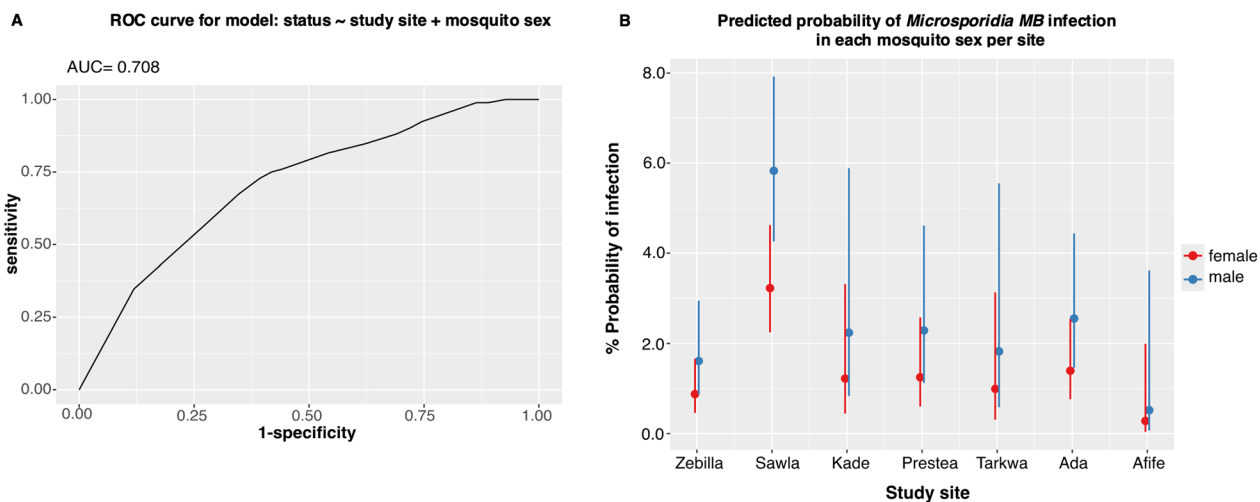 A
ROC curve for model: status ~ study site + mosquito sex
AUC= 0.708
1.00
0.75
0.50
0.25
0.00
sensitivity
0.00 0.25 0.50 0.75 1.00
1-specificity
B
Predicted probability of Microsporidia MB infection
in each mosquito sex per site
8.0
6.0
4.0
2.0
0.0
% Probability of infection
Zebilla Sawla Kade Prestea Tarkwa Ada Afife
Study site
female
male